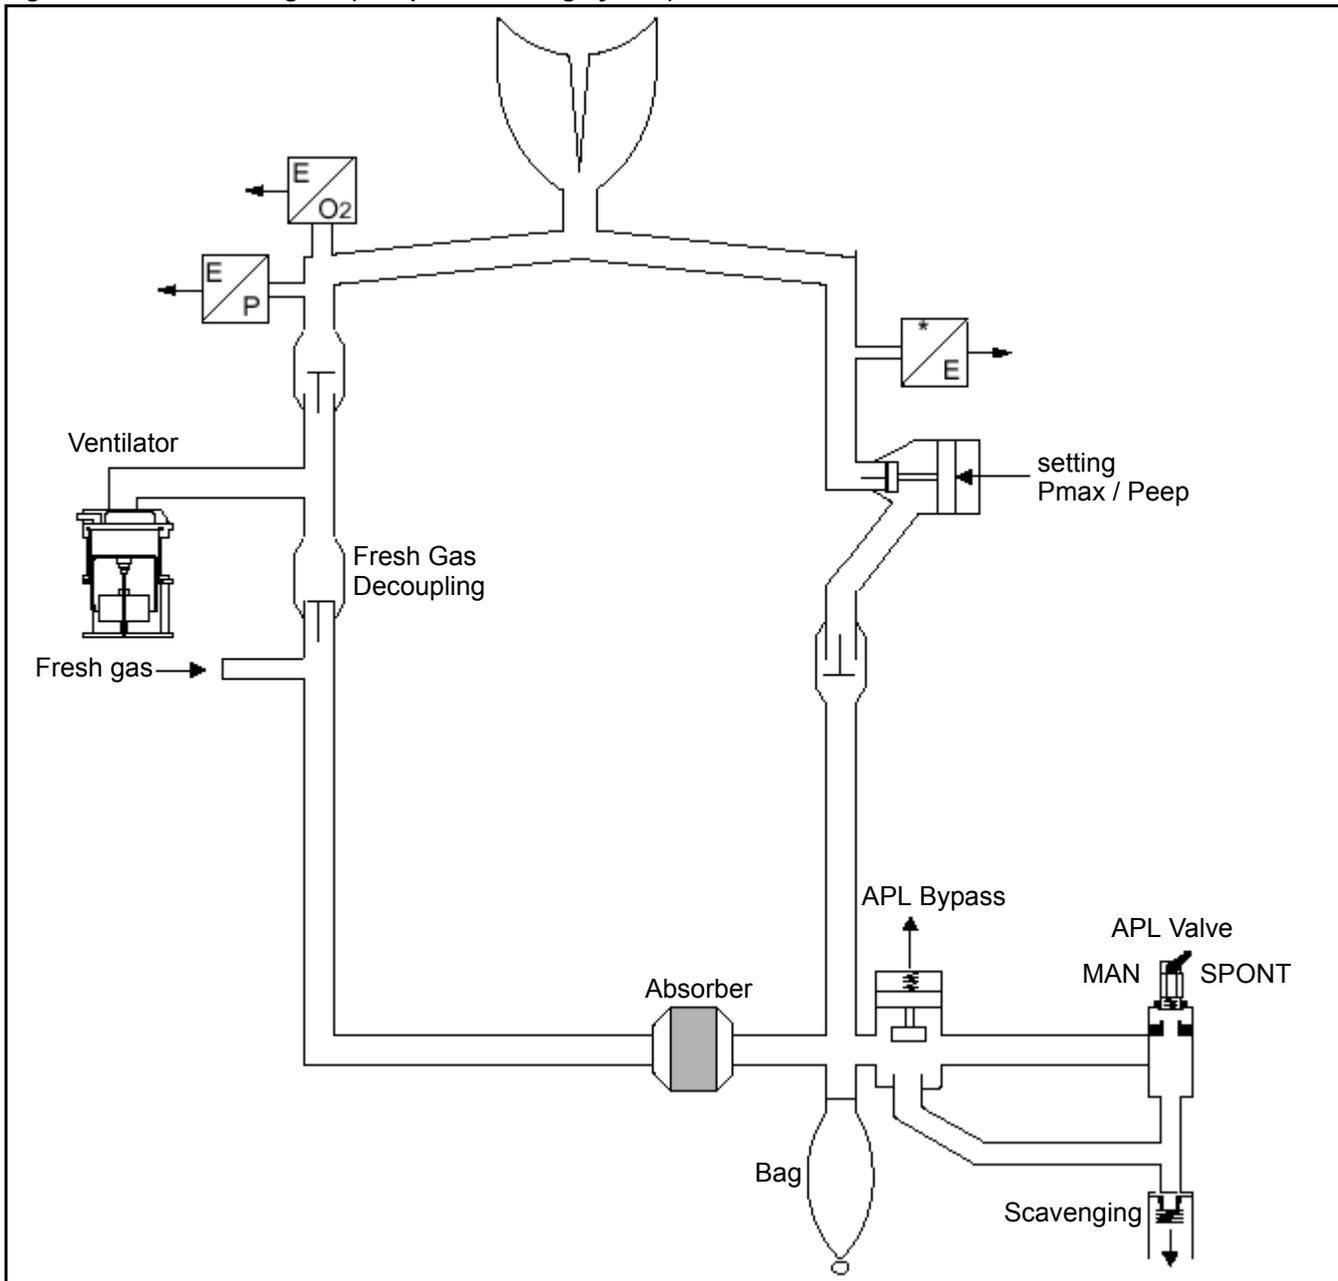 E
O2
E
P
*
E
Ventilator
setting
Pmax / Peep
Fresh Gas
Decoupling
Fresh gas
APL Bypass
APL Valve
MAN SPONT
Absorber
Bag
Scavenging